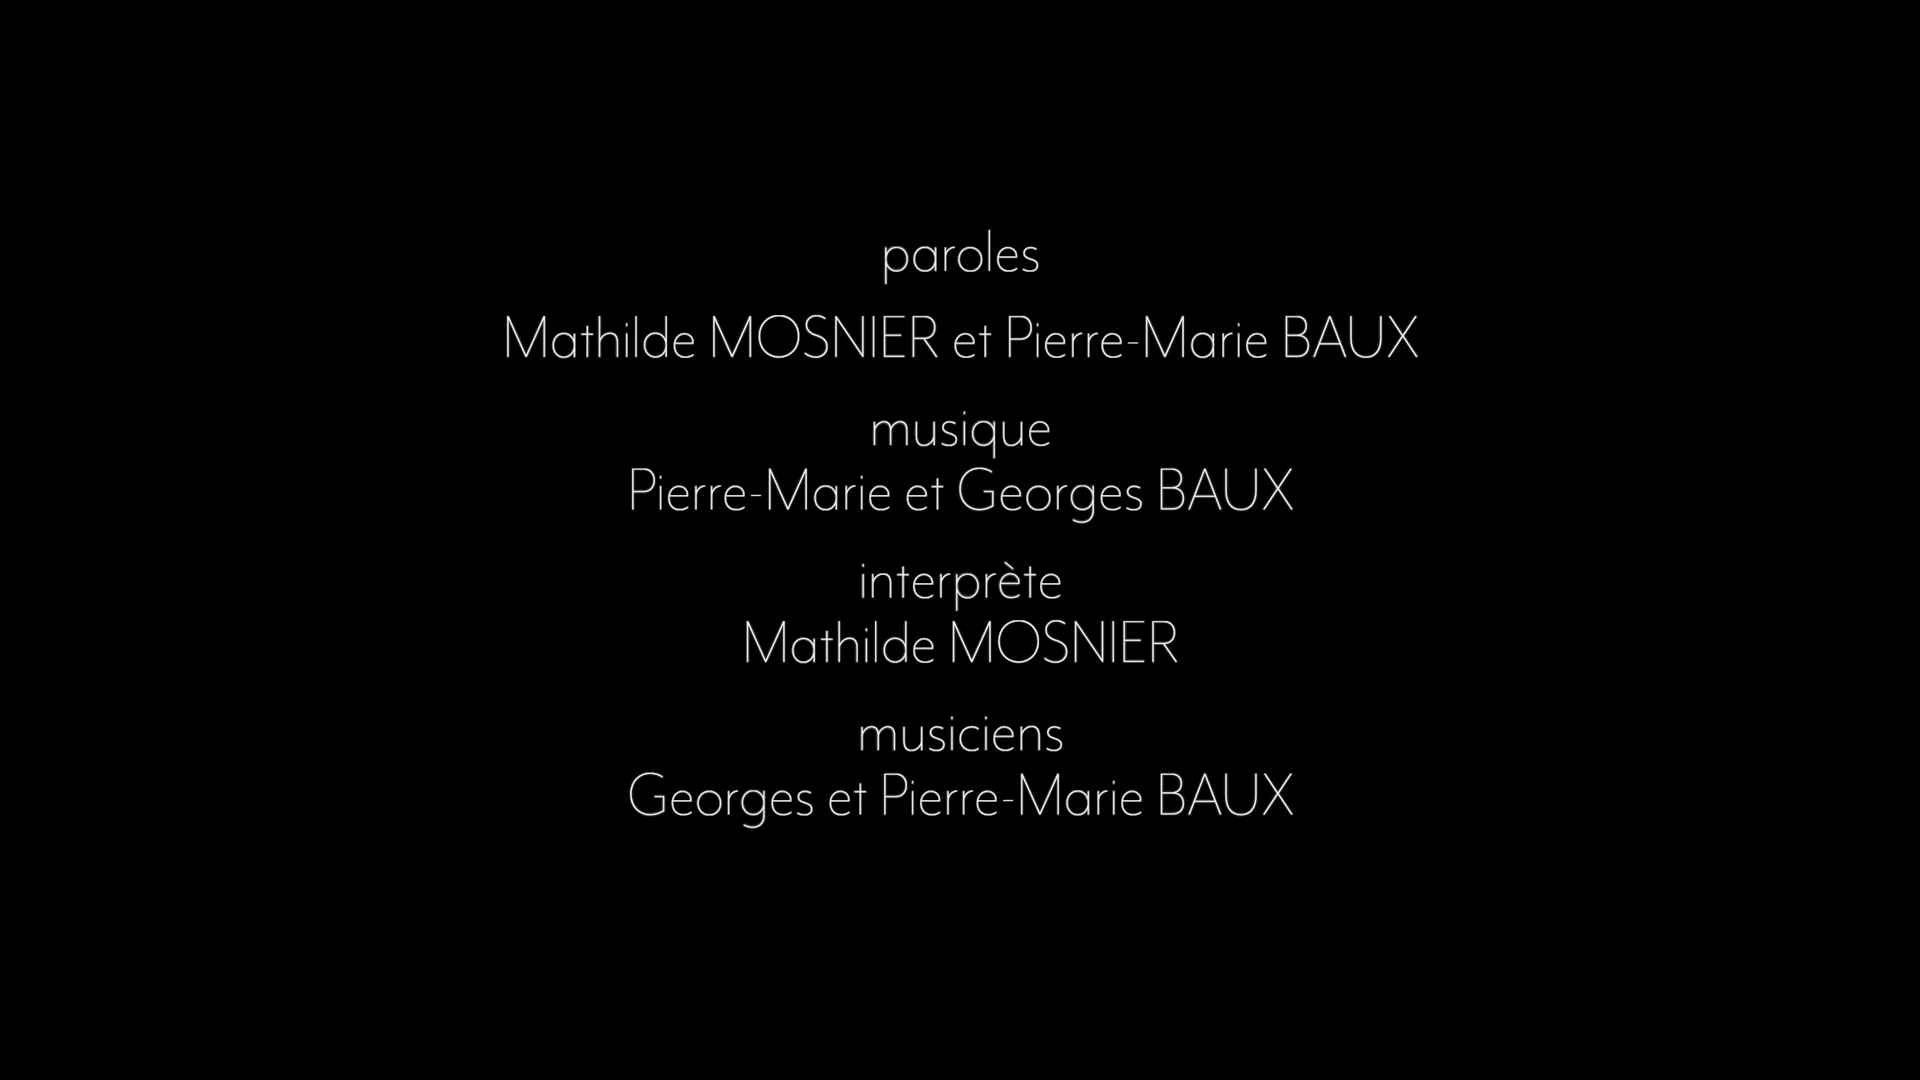 paroles
Mathilde MOSNIER et Pierre-Marie BAUX
musique
Pierre-Marie et Georges BAUX
interprète
Mathilde MOSNIER
musiciens
Georges et Pierre-Marie BAUX